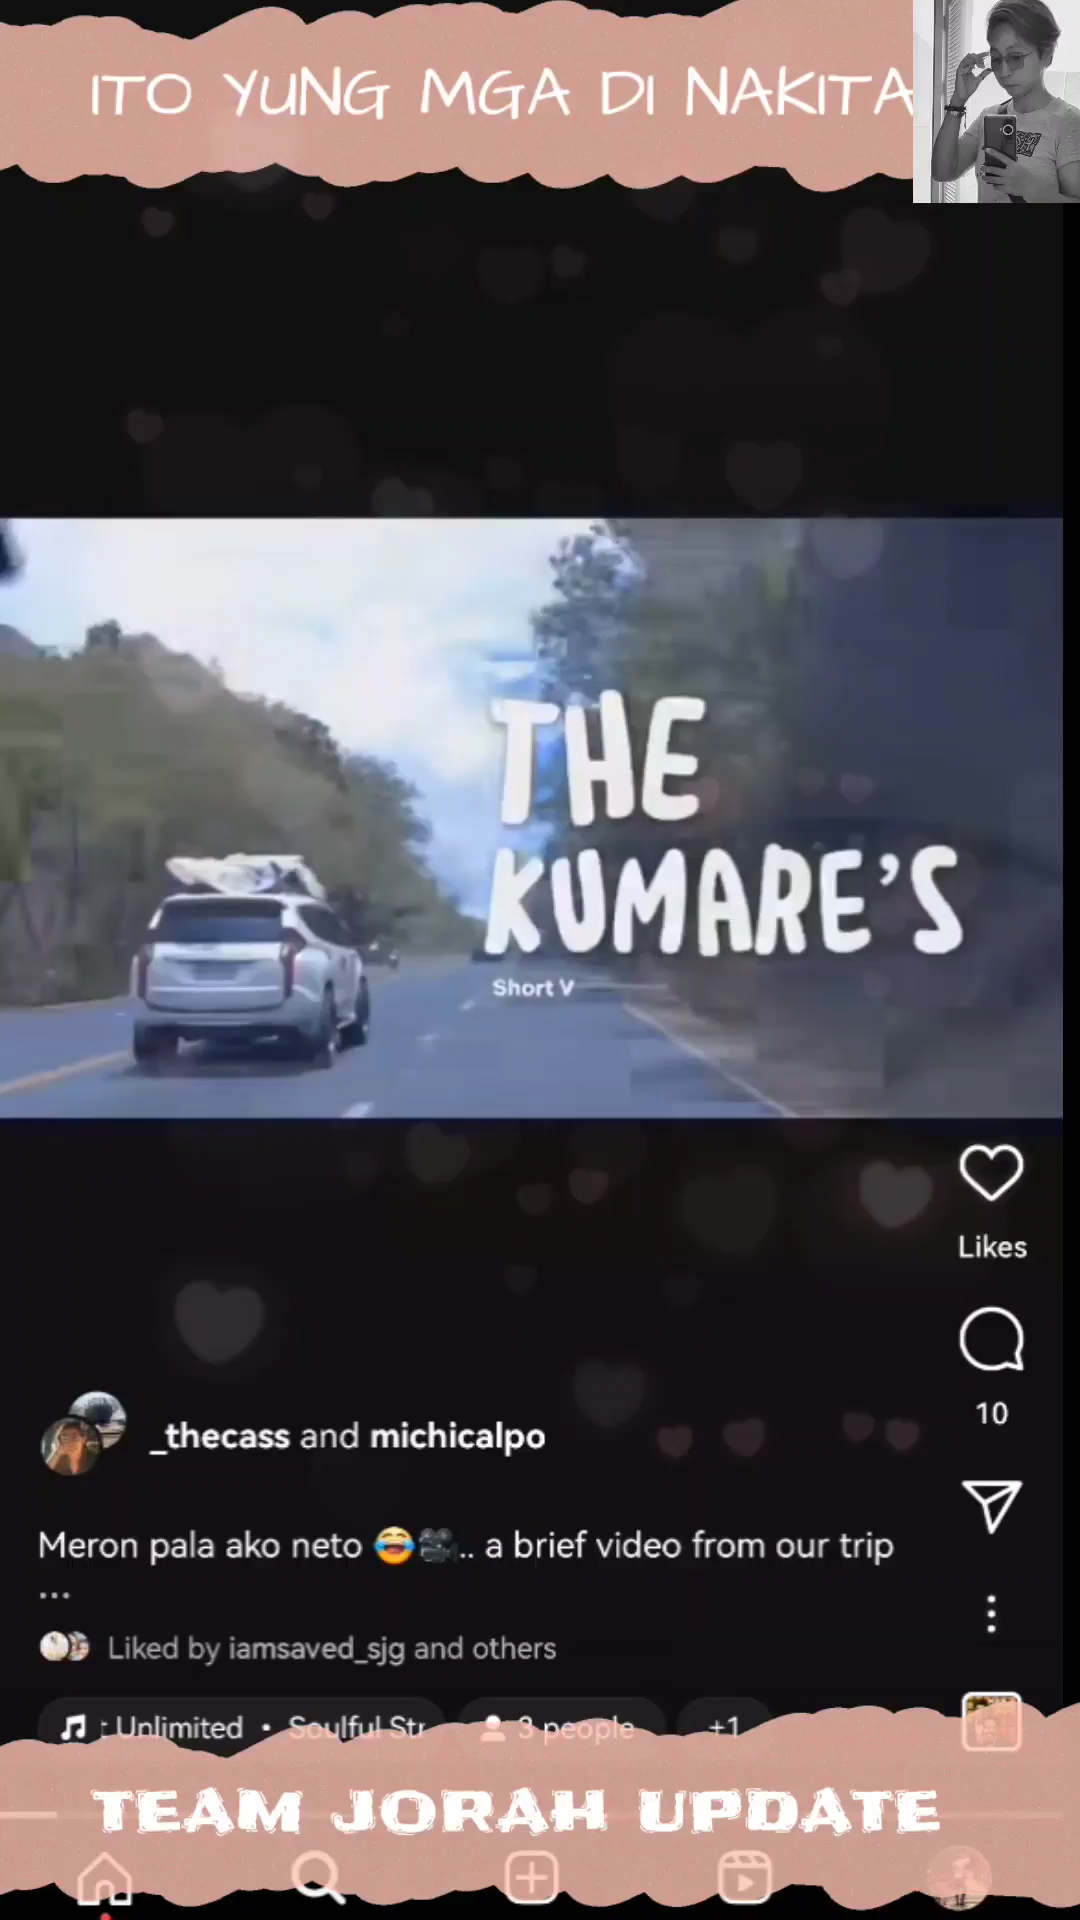 ITO YUNG MGA DI NAKITA
THE
KUMARE'S
Short V
Likes
10
_thecass and michicalpo
Meron pala ako neto 😂🎥.. a brief video from our trip
...
Liked by iamsaved_sjg and others
: Unlimited • Soulful Str
3 people
+1
TEAM JORAH UPDATE